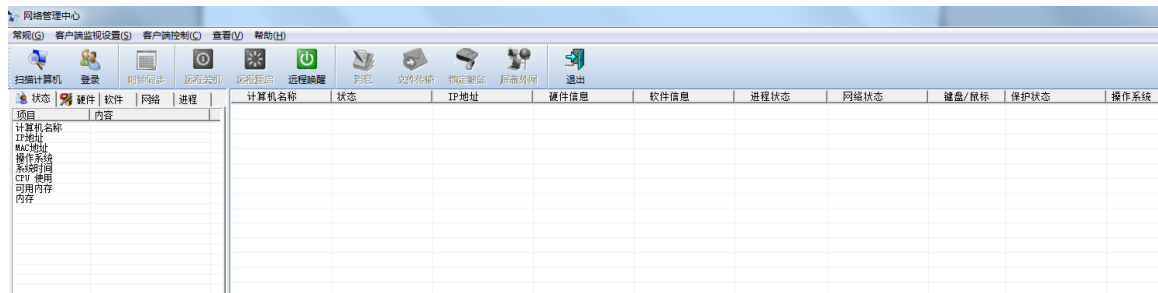 网络管理中心
常规(G) 客户端监视设置(S) 客户端控制(C) 查看(V) 帮助(H)
扫描计算机 登录 时钟同步 远程关机 远程重启 远程唤醒 文件传输 锁定键鼠 屏蔽外网 退出
状态 硬件 软件 网络 进程
计算机名称 状态 IP地址 硬件信息 软件信息 进程状态 网络状态 键盘/鼠标 保护状态 操作系统
项目 内容
计算机名称
IP地址
MAC地址
操作系统
系统时间
CPU 使用
可用内存
内存